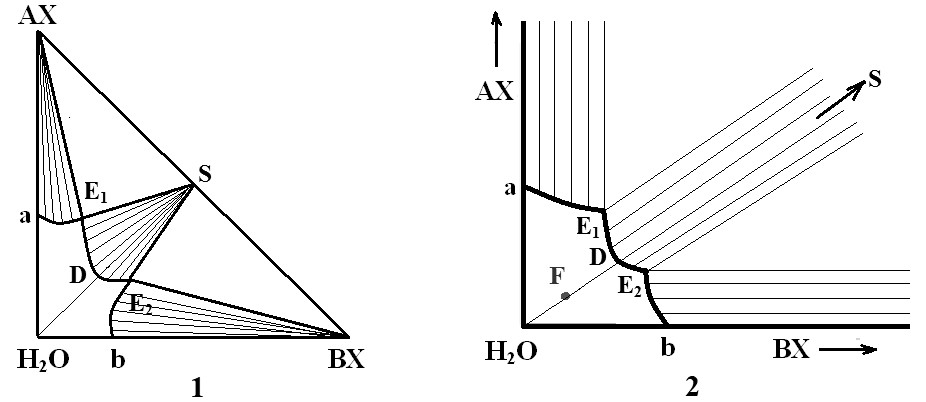 AX
S
E₁
a
D
E₂
H₂O
b
BX
1
AX
S
a
E₁
D
F
E₂
H₂O
b
BX
2